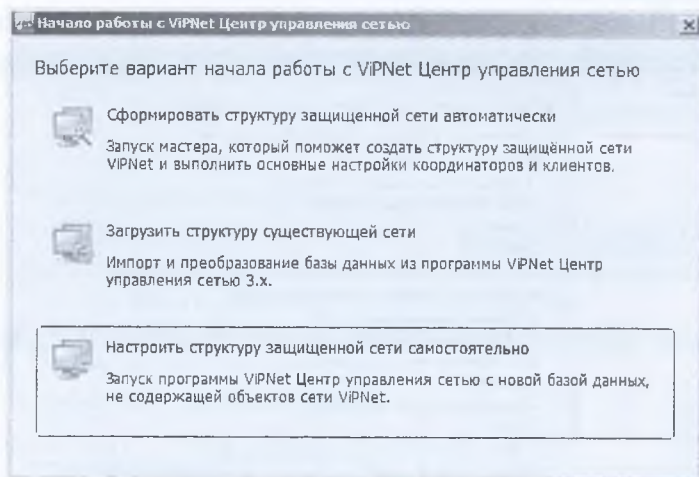 Начало работы с ViPNet Центр управления сетью
Выберите вариант начала работы с ViPNet Центр управления сетью
Сформировать структуру защищенной сети автоматически
Запуск мастера, который поможет создать структуру защищённой сети
ViPNet и выполнить основные настройки координаторов и клиентов.
Загрузить структуру существующей сети
Импорт и преобразование базы данных из программы ViPNet Центр
управления сетью 3.x.
Настроить структуру защищенной сети самостоятельно
Запуск программы ViPNet Центр управления сетью с новой базой данных,
не содержащей объектов сети ViPNet.